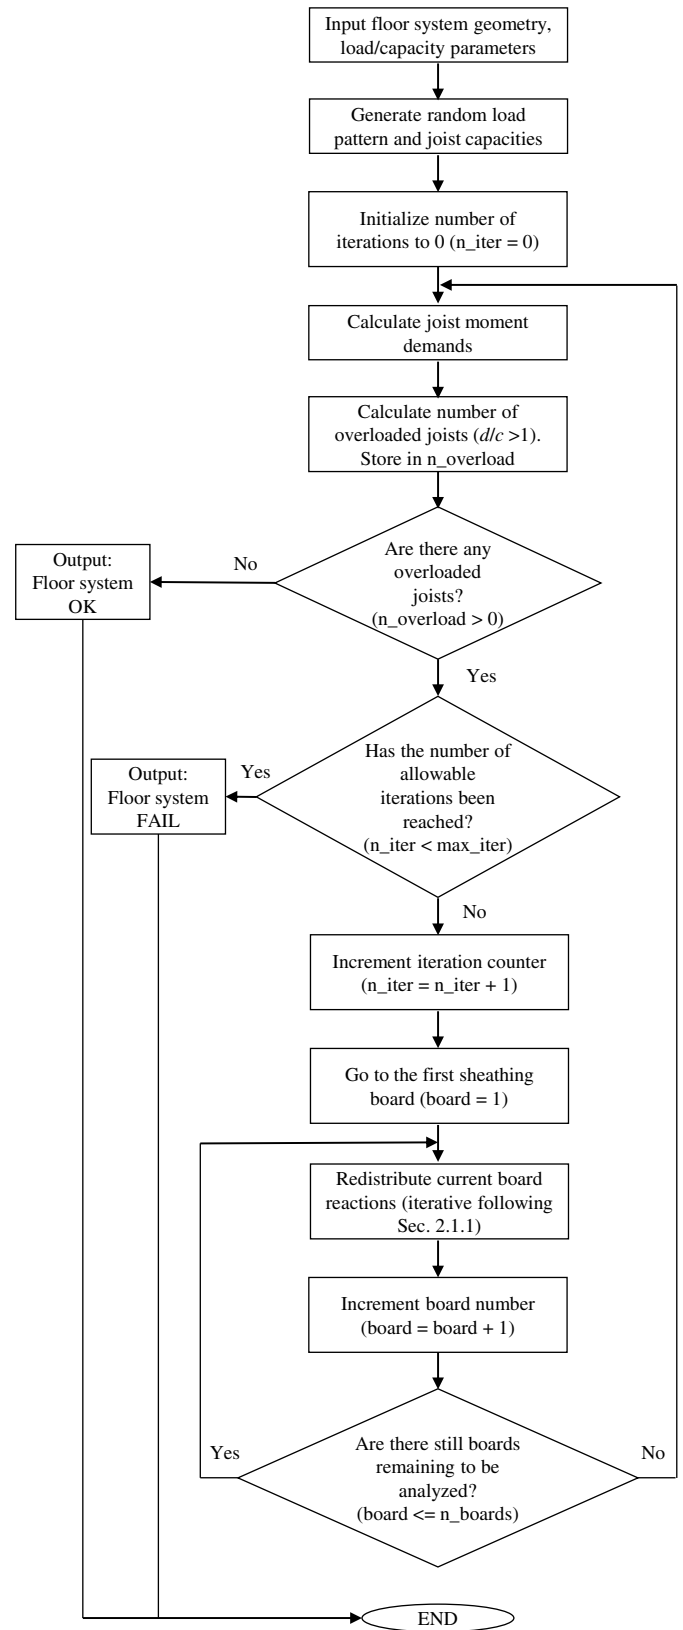 Input floor system geometry,
load/capacity parameters
Generate random load
pattern and joist capacities
Initialize number of
iterations to 0 (n_iter = 0)
Calculate joist moment
demands
Calculate number of
overloaded joists (d/c >1).
Store in n_overload
Are there any
overloaded
joists?
(n_overload > 0)
No
Output:
Floor system
OK
Yes
Has the number of
allowable
iterations been
reached?
(n_iter < max_iter)
Yes
Output:
Floor system
FAIL
No
Increment iteration counter
(n_iter = n_iter + 1)
Go to the first sheathing
board (board = 1)
Redistribute current board
reactions (iterative following
Sec. 2.1.1)
Increment board number
(board = board + 1)
Are there still boards
remaining to be
analyzed?
(board <= n_boards)
Yes
No
END